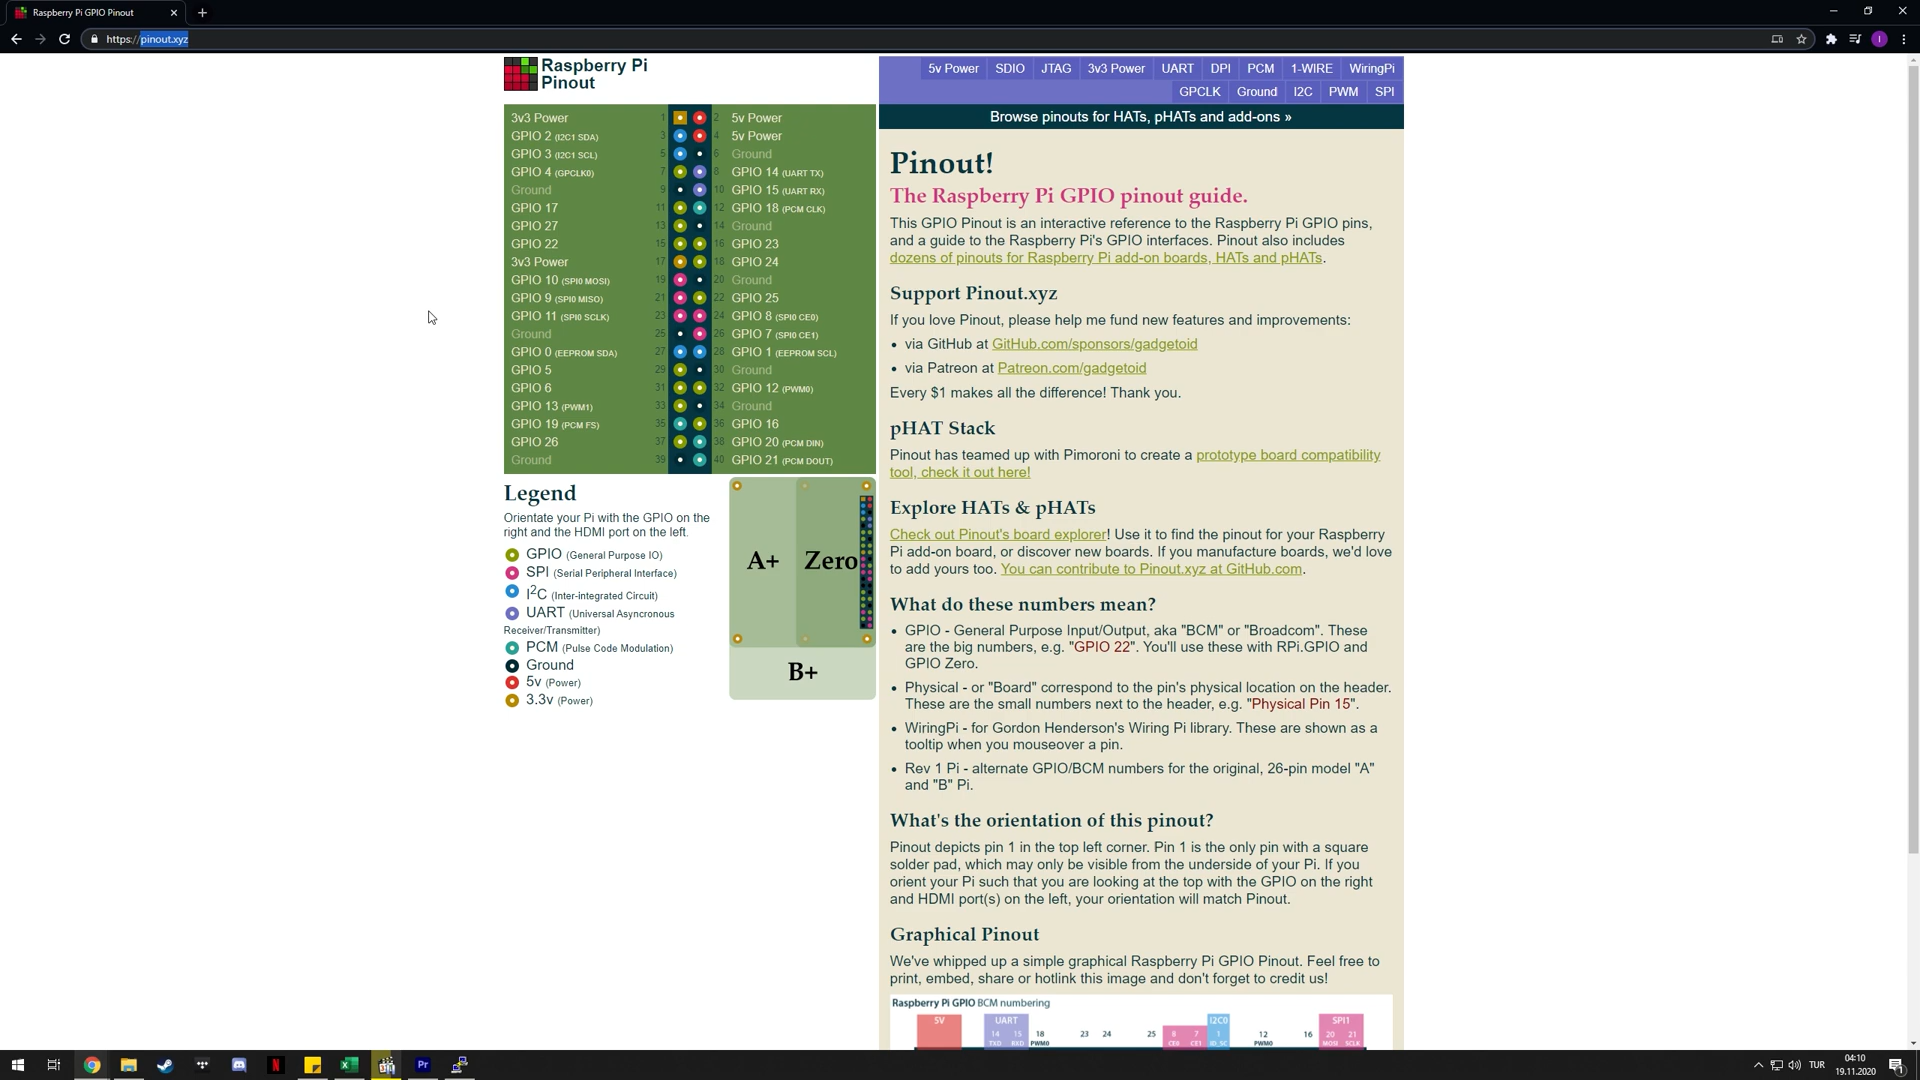 Raspberry Pi GPIO Pinout
https://pinout.xyz
Raspberry Pi
Pinout
3v3 Power 1 2 5v Power
GPIO 2 (I2C1 SDA) 3 4 5v Power
GPIO 3 (I2C1 SCL) 5 6 Ground
GPIO 4 (GPCLK0) 7 8 GPIO 14 (UART TX)
Ground 9 10 GPIO 15 (UART RX)
GPIO 17 11 12 GPIO 18 (PCM CLK)
GPIO 27 13 14 Ground
GPIO 22 15 16 GPIO 23
3v3 Power 17 18 GPIO 24
GPIO 10 (SPI0 MOSI) 19 20 Ground
GPIO 9 (SPI0 MISO) 21 22 GPIO 25
GPIO 11 (SPI0 SCLK) 23 24 GPIO 8 (SPI0 CE0)
Ground 25 26 GPIO 7 (SPI0 CE1)
GPIO 0 (EEPROM SDA) 27 28 GPIO 1 (EEPROM SCL)
GPIO 5 29 30 Ground
GPIO 6 31 32 GPIO 12 (PWM0)
GPIO 13 (PWM1) 33 34 Ground
GPIO 19 (PCM FS) 35 36 GPIO 16
GPIO 26 37 38 GPIO 20 (PCM DIN)
Ground 39 40 GPIO 21 (PCM DOUT)
Legend
Orientate your Pi with the GPIO on the
right and the HDMI port on the left.
GPIO (General Purpose IO)
SPI (Serial Peripheral Interface)
I2C (Inter-integrated Circuit)
UART (Universal Asyncronous
Receiver/Transmitter)
PCM (Pulse Code Modulation)
Ground
5v (Power)
3.3v (Power)
A+ Zero
B+
5v Power SDIO JTAG 3v3 Power UART DPI PCM 1-WIRE WiringPi
GPCLK Ground I2C PWM SPI
Browse pinouts for HATs, pHATs and add-ons »
Pinout!
The Raspberry Pi GPIO pinout guide.
This GPIO Pinout is an interactive reference to the Raspberry Pi GPIO pins,
and a guide to the Raspberry Pi's GPIO interfaces. Pinout also includes
dozens of pinouts for Raspberry Pi add-on boards, HATs and pHATs.
Support Pinout.xyz
If you love Pinout, please help me fund new features and improvements:
• via GitHub at GitHub.com/sponsors/gadgetoid
• via Patreon at Patreon.com/gadgetoid
Every $1 makes all the difference! Thank you.
pHAT Stack
Pinout has teamed up with Pimoroni to create a prototype board compatibility
tool, check it out here!
Explore HATs & pHATs
Check out Pinout's board explorer! Use it to find the pinout for your Raspberry
Pi add-on board, or discover new boards. If you manufacture boards, we'd love
to add yours too. You can contribute to Pinout.xyz at GitHub.com.
What do these numbers mean?
• GPIO - General Purpose Input/Output, aka "BCM" or "Broadcom". These
are the big numbers, e.g. "GPIO 22". You'll use these with RPi.GPIO and
GPIO Zero.
• Physical - or "Board" correspond to the pin's physical location on the header.
These are the small numbers next to the header, e.g. "Physical Pin 15".
• WiringPi - for Gordon Henderson's Wiring Pi library. These are shown as a
tooltip when you mouseover a pin.
• Rev 1 Pi - alternate GPIO/BCM numbers for the original, 26-pin model "A"
and "B" Pi.
What's the orientation of this pinout?
Pinout depicts pin 1 in the top left corner. Pin 1 is the only pin with a square
solder pad, which may only be visible from the underside of your Pi. If you
orient your Pi such that you are looking at the top with the GPIO on the right
and HDMI port(s) on the left, your orientation will match Pinout.
Graphical Pinout
We've whipped up a simple graphical Raspberry Pi GPIO Pinout. Feel free to
print, embed, share or hotlink this image and don't forget to credit us!
Raspberry Pi GPIO BCM numbering
5V UART I2C0 SPI1
14 15 18 23 24 25 8 7 1 12 16 20 21
TXD RXD PWM0 CE0 CE1 ID_SC PWM0 MOSI SCLK
TUR
04:10
19.11.2020